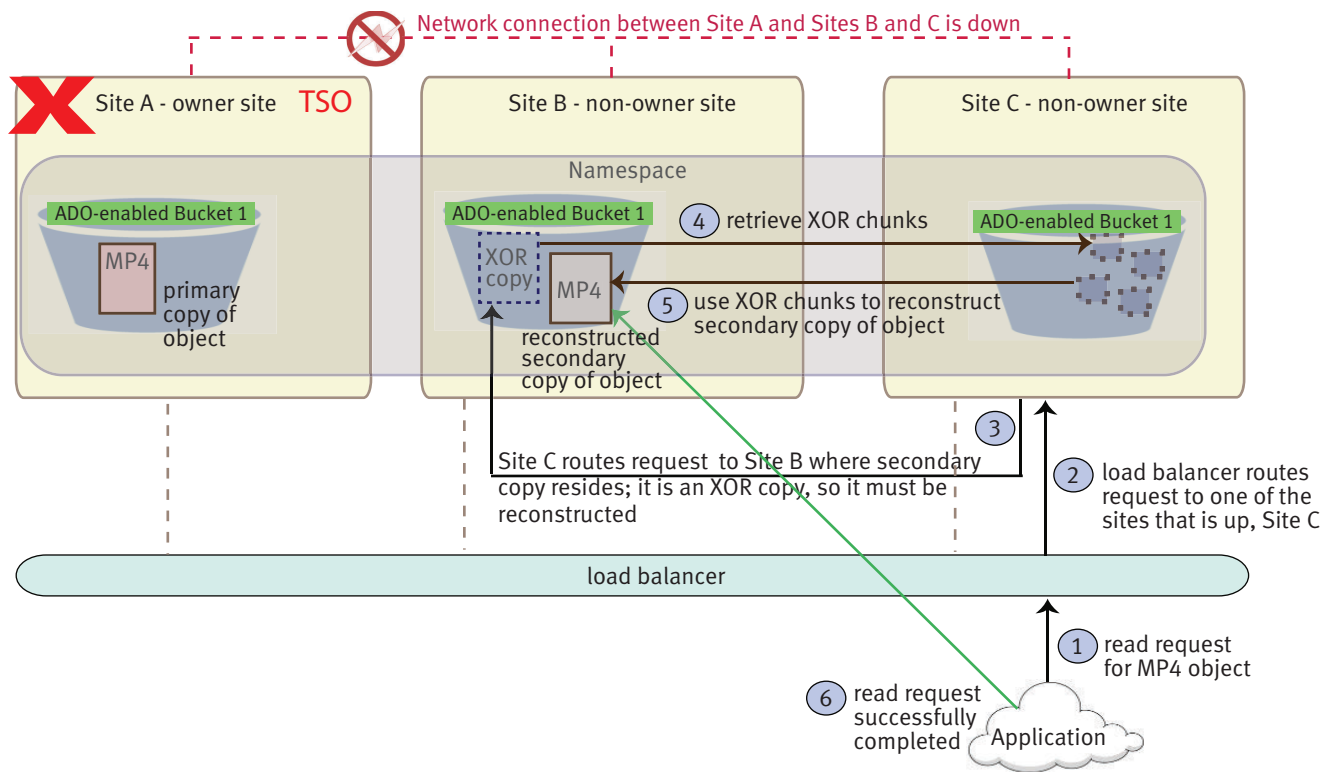 Network connection between Site A and Sites B and C is down
Site A - owner site TSO
Site B - non-owner site
Site C - non-owner site
Namespace
ADO-enabled Bucket 1
MP4
primary
copy of
object
ADO-enabled Bucket 1
XOR
copy
MP4
reconstructed
secondary
copy of object
4 retrieve XOR chunks
5 use XOR chunks to reconstruct
secondary copy of object
ADO-enabled Bucket 1
3
Site C routes request to Site B where secondary
copy resides; it is an XOR copy, so it must be
reconstructed
2 load balancer routes
request to one of the
sites that is up, Site C
load balancer
1 read request
for MP4 object
6 read request
successfully
completed
Application